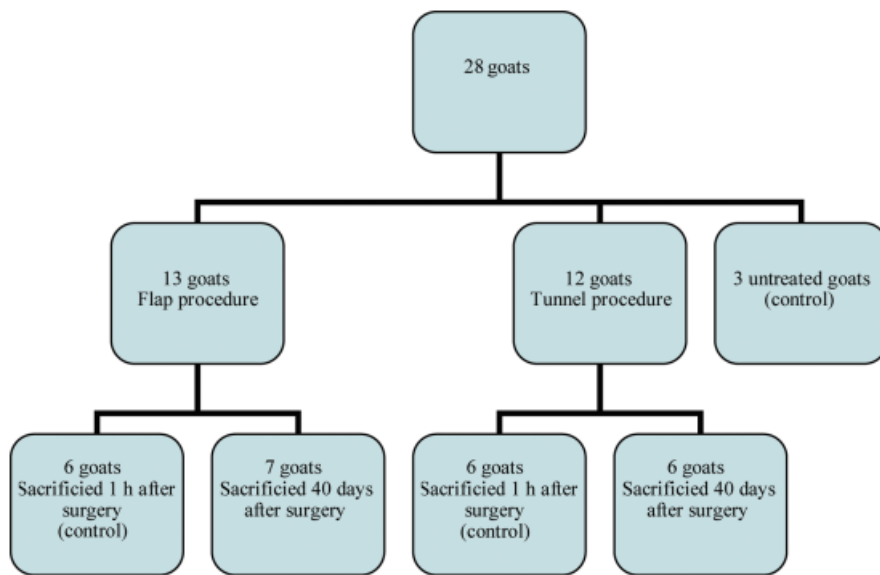 28 goats
13 goats
Flap procedure
12 goats
Tunnel procedure
3 untreated goats
(control)
6 goats
Sacrificied 1 h after
surgery
(control)
7 goats
Sacrificied 40 days
after surgery
6 goats
Sacrificied 1 h after
surgery
(control)
6 goats
Sacrificied 40 days
after surgery